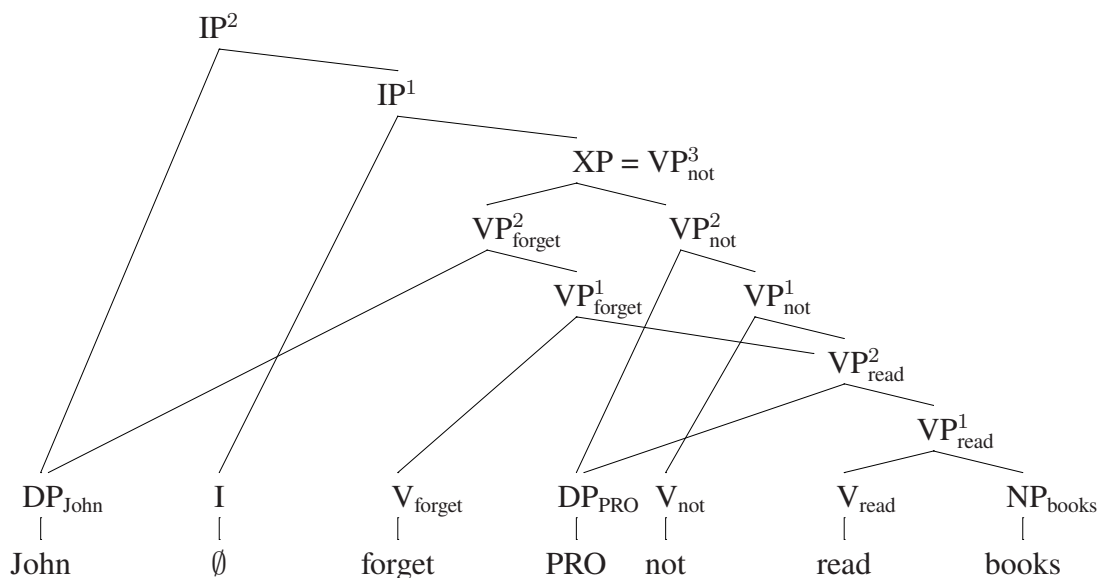 IP²
IP¹
XP = VP³not
VP²forget VP²not
VP¹forget VP¹not
VP²read
VP¹read
DPJohn I Vforget DPPRO Vnot Vread NPbooks
John ∅ forget PRO not read books